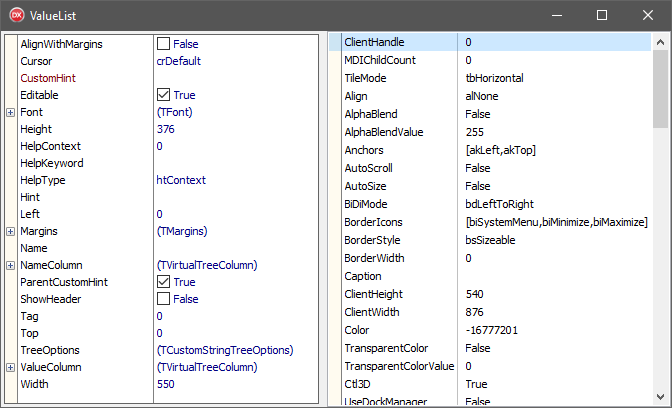 DX ValueList
AlignWithMargins False
Cursor crDefault
CustomHint
Editable True
Font (TFont)
Height 376
HelpContext 0
HelpKeyword
HelpType htContext
Hint
Left 0
Margins (TMargins)
Name
NameColumn (TVirtualTreeColumn)
ParentCustomHint True
ShowHeader False
Tag 0
Top 0
TreeOptions (TCustomStringTreeOptions)
ValueColumn (TVirtualTreeColumn)
Width 550
ClientHandle 0
MDIChildCount 0
TileMode tbHorizontal
Align alNone
AlphaBlend False
AlphaBlendValue 255
Anchors [akLeft,akTop]
AutoScroll False
AutoSize False
BiDiMode bdLeftToRight
BorderIcons [biSystemMenu,biMinimize,biMaximize]
BorderStyle bsSizeable
BorderWidth 0
Caption
ClientHeight 540
ClientWidth 876
Color -16777201
TransparentColor False
TransparentColorValue 0
Ctl3D True
UseDockManager False